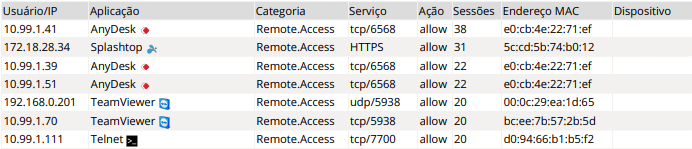 Usuário/IP Aplicação Categoria Serviço Ação Sessões Endereço MAC Dispositivo
10.99.1.41 AnyDesk Remote.Access tcp/6568 allow 38 e0:cb:4e:22:71:ef
172.18.28.34 Splashtop Remote.Access HTTPS allow 31 5c:cd:5b:74:b0:12
10.99.1.39 AnyDesk Remote.Access tcp/6568 allow 22 e0:cb:4e:22:71:ef
10.99.1.51 AnyDesk Remote.Access tcp/6568 allow 22 e0:cb:4e:22:71:ef
192.168.0.201 TeamViewer Remote.Access udp/5938 allow 20 00:0c:29:ea:1d:65
10.99.1.70 TeamViewer Remote.Access tcp/5938 allow 20 bc:ee:7b:57:2b:5d
10.99.1.111 Telnet Remote.Access tcp/7700 allow 20 d0:94:66:b1:b5:f2